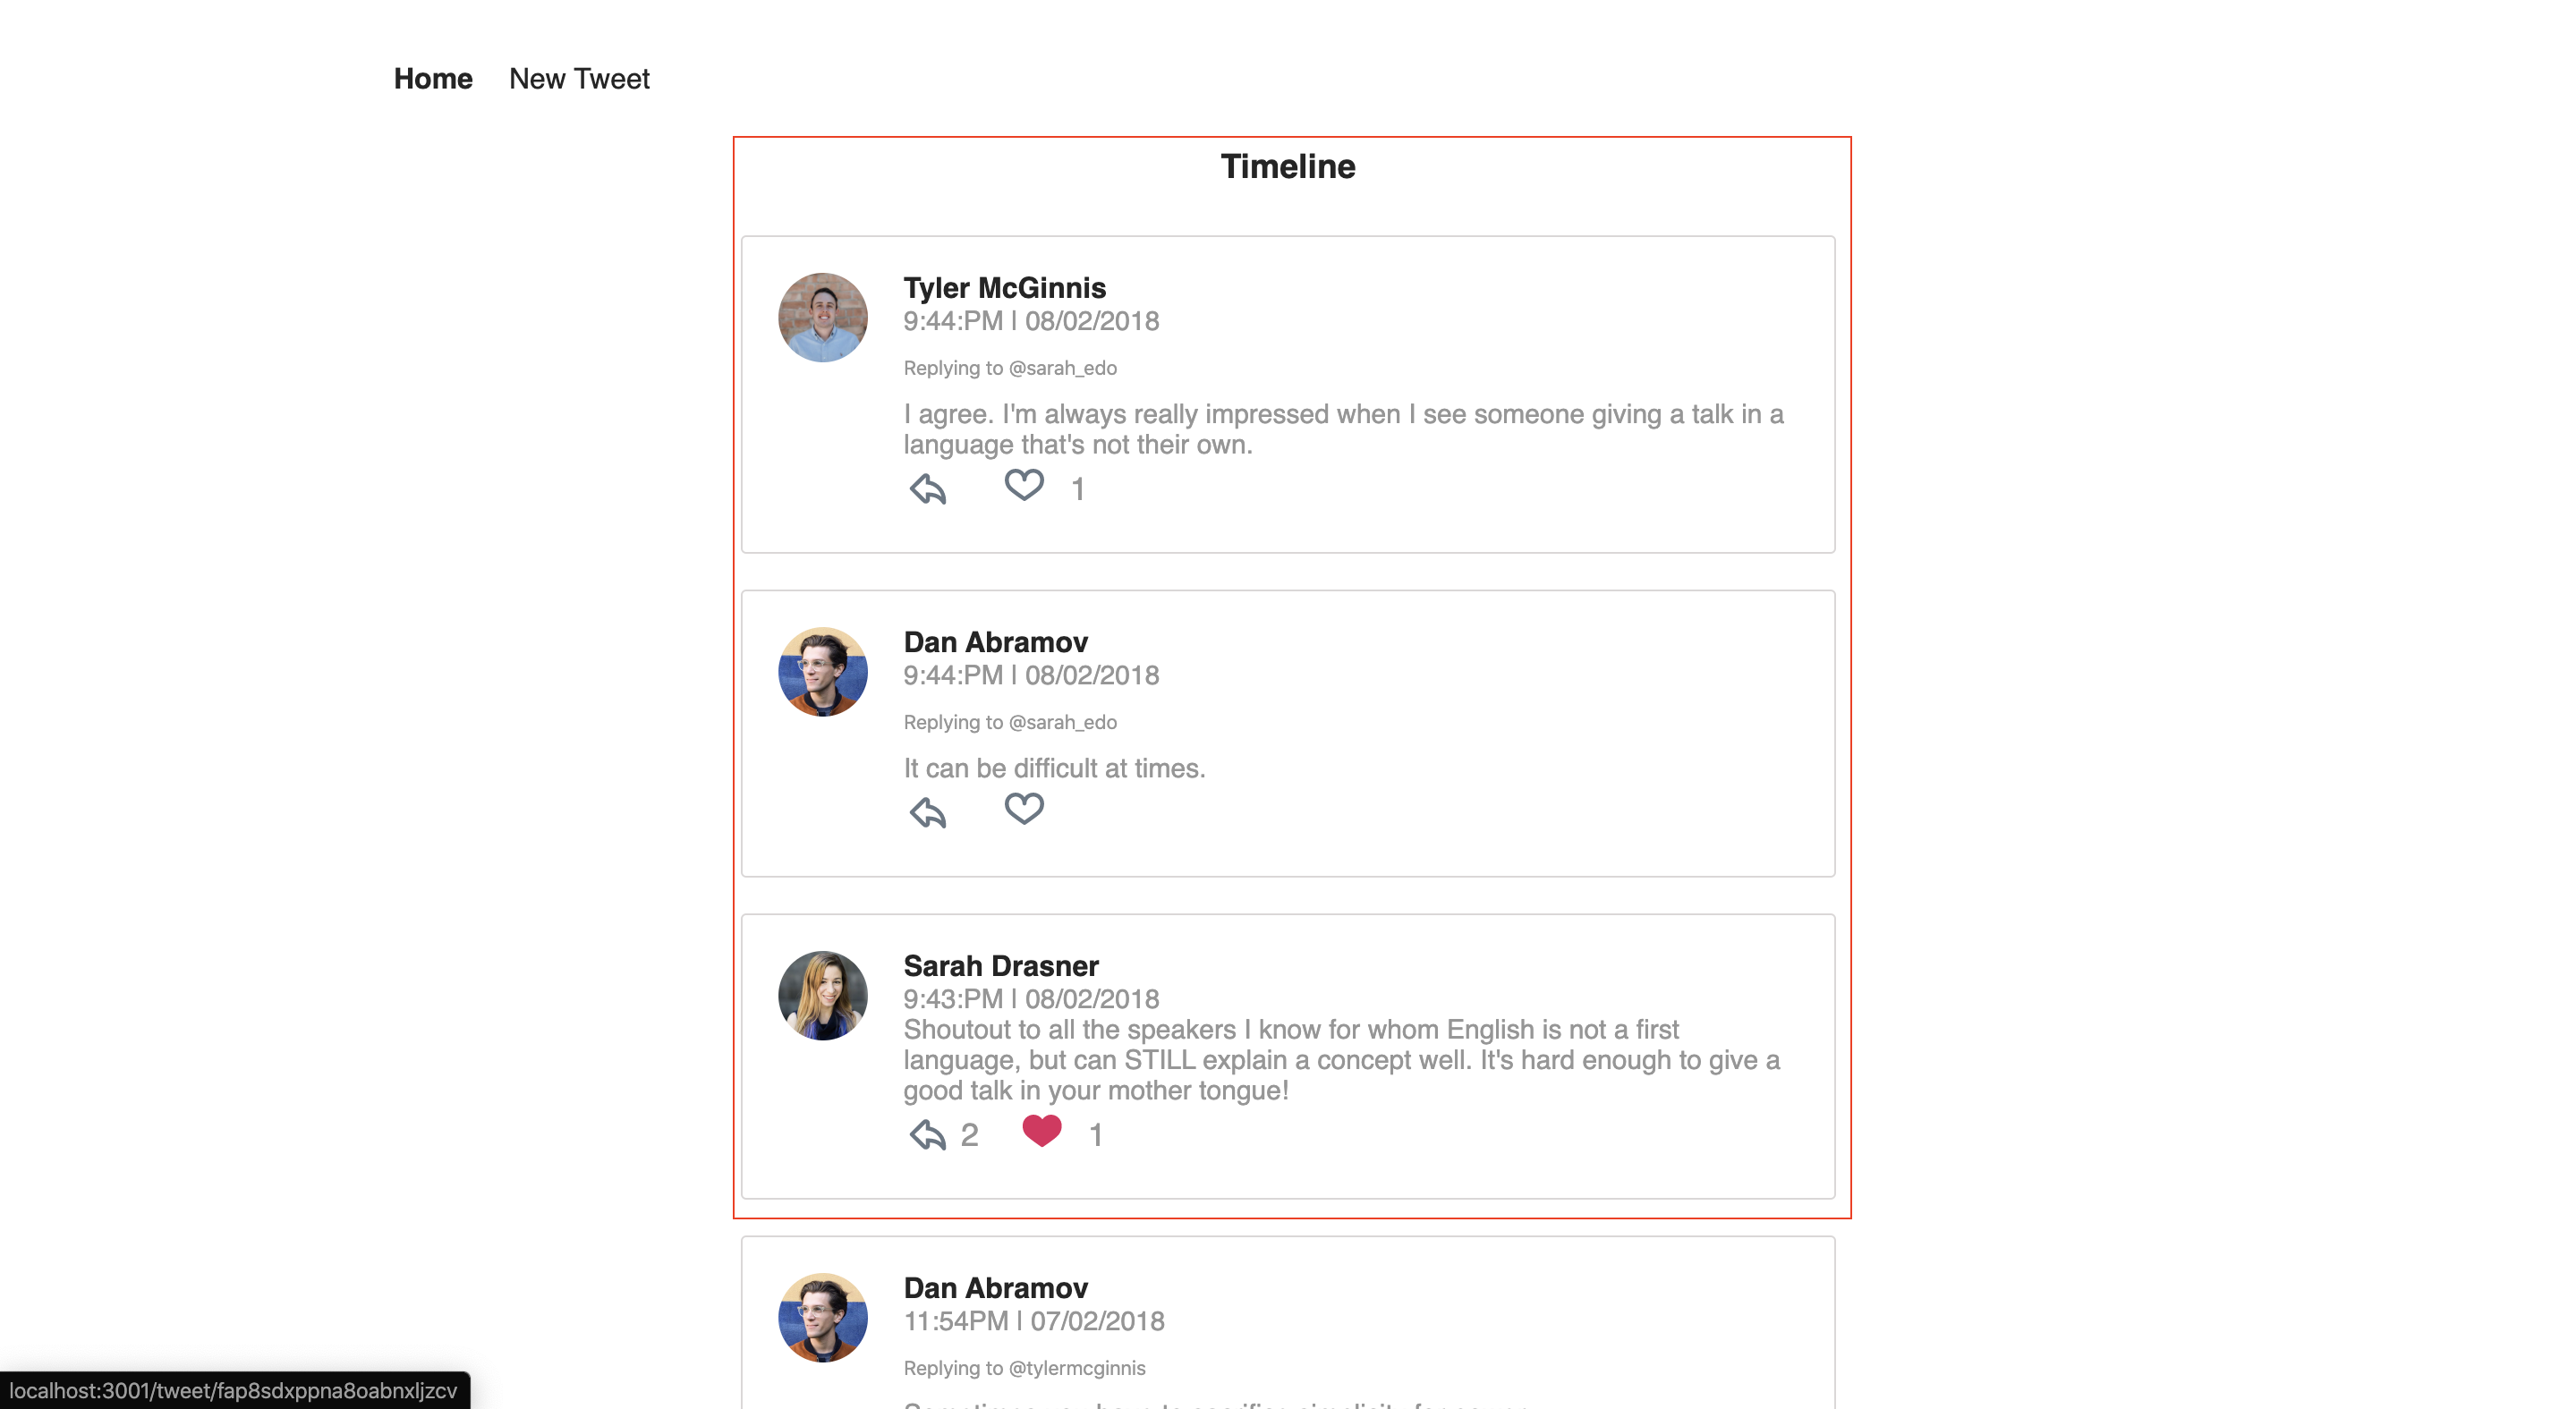 Home New Tweet
Timeline
Tyler McGinnis
9:44:PM | 08/02/2018
Replying to @sarah_edo
I agree. I'm always really impressed when I see someone giving a talk in a
language that's not their own.
1
Dan Abramov
9:44:PM | 08/02/2018
Replying to @sarah_edo
It can be difficult at times.
Sarah Drasner
9:43:PM | 08/02/2018
Shoutout to all the speakers I know for whom English is not a first
language, but can STILL explain a concept well. It's hard enough to give a
good talk in your mother tongue!
2 1
Dan Abramov
11:54PM | 07/02/2018
Replying to @tylermcginnis
localhost:3001/tweet/fap8sdxppna8oabnxljzcv